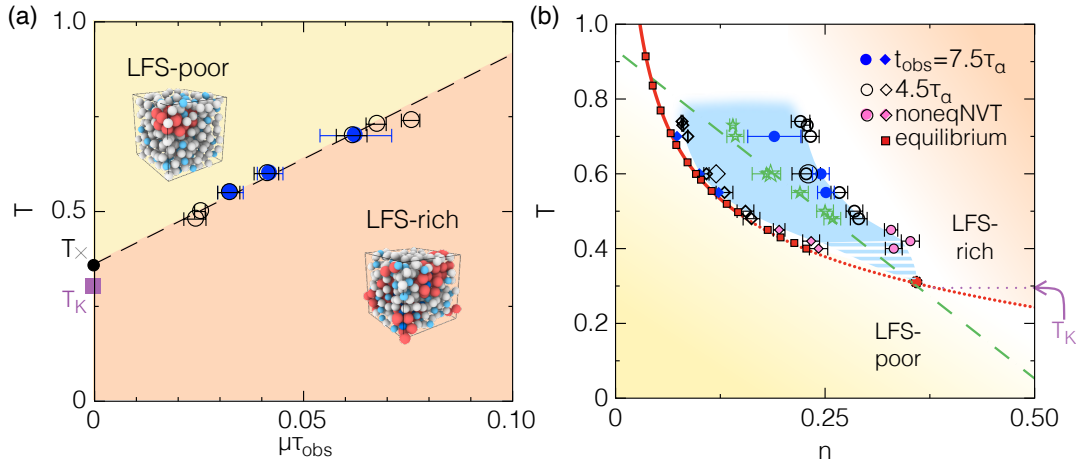 (a)
1.0
0.5
0
T
T×
TK
LFS-poor
LFS-rich
0
0.05
0.10
μτobs
(b)
1.0
0.8
0.6
0.4
0.2
0
T
tobs=7.5τα
4.5τα
noneqNVT
equilibrium
LFS-
rich
LFS-
poor
TK
0
0.25
0.50
n